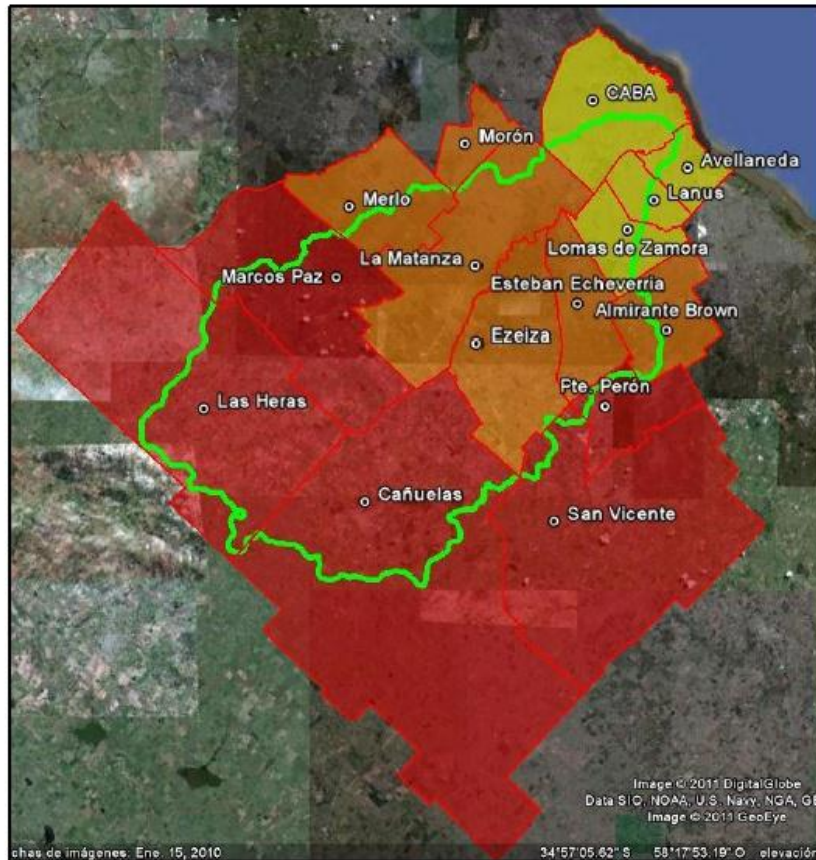 CABA
Morón
Avellaneda
Merlo
Lanus
Lomas de Zamora
La Matanza
Marcos Paz
Esteban Echeverria
Almirante Brown
Ezeiza
Pte. Perón
Las Heras
Cañuelas
San Vicente
Image © 2011 DigitalGlobe
Data SIO, NOAA, U.S. Navy, NGA, GE
Image © 2011 GeoEye
chas de imágenes: Ene. 15, 2010
34°57'05.62" S 58°17'53.19" O elevación